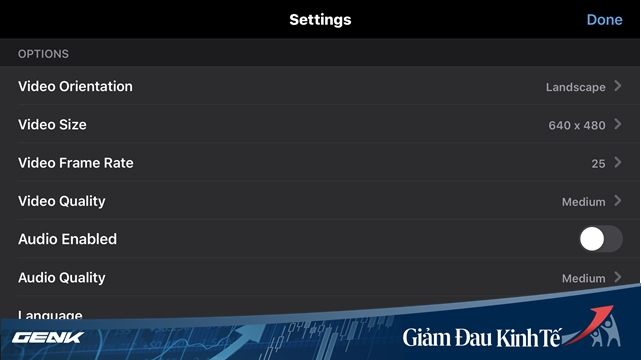 Settings
Done
OPTIONS
Video Orientation Landscape
Video Size 640 x 480
Video Frame Rate 25
Video Quality Medium
Audio Enabled
Audio Quality Medium
Language
GENK
Giảm Đau Kinh Tế